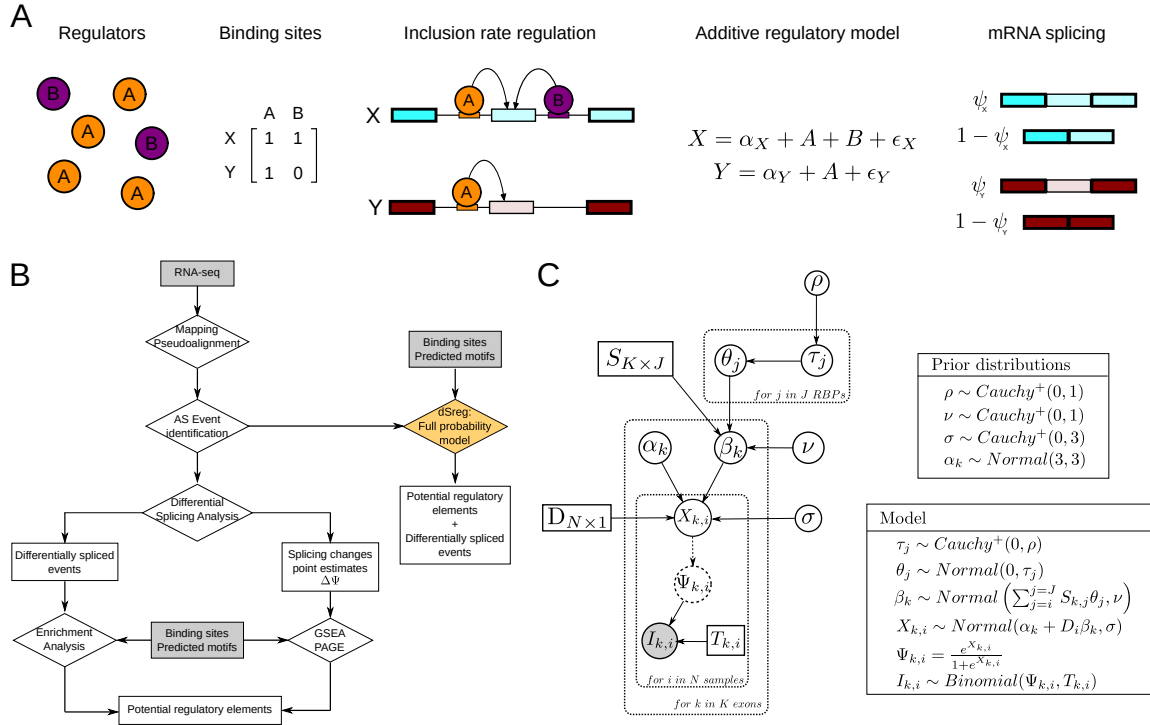 A
Regulators
Binding sites
Inclusion rate regulation
Additive regulatory model
mRNA splicing
B
A
A
B
A
A
A B
X 1 1
Y 1 0
X
A
B
Y
A
X = α_X + A + B + ϵ_X
Y = α_Y + A + ϵ_Y
ψ_X
1 − ψ_X
ψ_Y
1 − ψ_Y
B
RNA-seq
Mapping
Pseudoalignment
AS Event
identification
Differential
Splicing Analysis
Differentially spliced
events
Splicing changes
point estimates
ΔΨ
Enrichment
Analysis
Binding sites
Predicted motifs
GSEA
PAGE
Potential regulatory elements
Binding sites
Predicted motifs
dSreg:
Full probability
model
Potential regulatory
elements
+
Differentially spliced
events
C
ρ
S_{K×J}
θ_j
τ_j
for j in J RBPs
α_k
β_k
ν
D_{N×1}
X_{k,i}
σ
Ψ_{k,i}
I_{k,i}
T_{k,i}
for i in N samples
for k in K exons
Prior distributions
ρ ∼ Cauchy⁺(0, 1)
ν ∼ Cauchy⁺(0, 1)
σ ∼ Cauchy⁺(0, 3)
α_k ∼ Normal(3, 3)
Model
τ_j ∼ Cauchy⁺(0, ρ)
θ_j ∼ Normal(0, τ_j)
β_k ∼ Normal(∑_{j=i}^{j=J} S_{k,j}θ_j, ν)
X_{k,i} ∼ Normal(α_k + D_iβ_k, σ)
Ψ_{k,i} = e^{X_{k,i}} / 1+e^{X_{k,i}}
I_{k,i} ∼ Binomial(Ψ_{k,i}, T_{k,i})